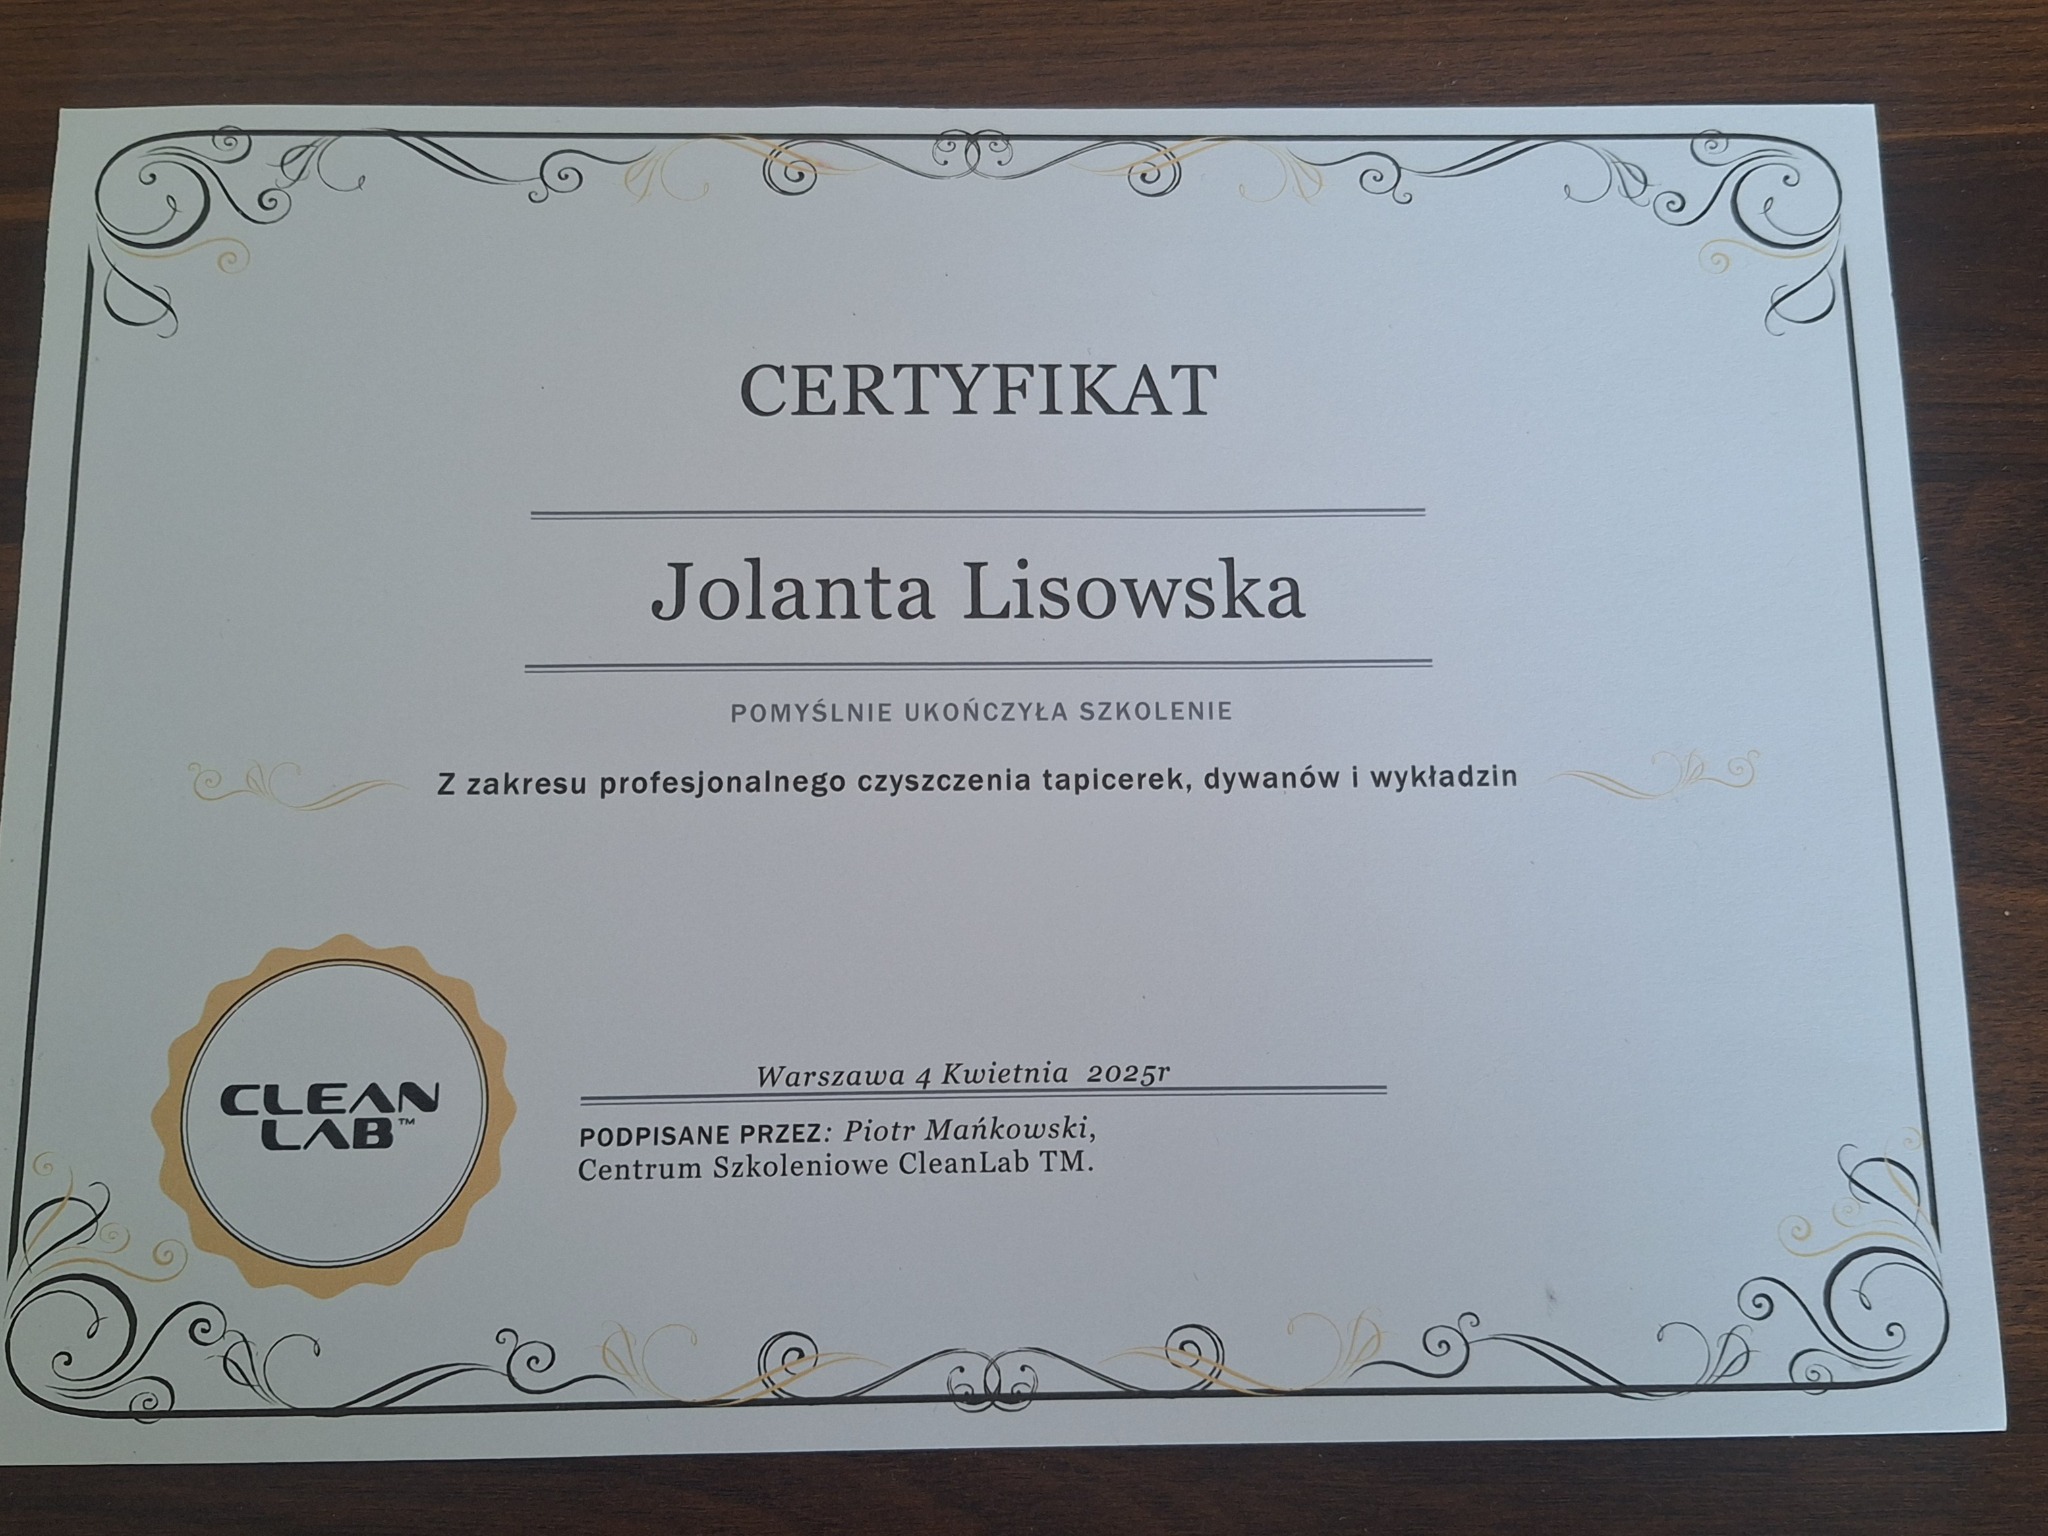 CERTYFIKAT
Jolanta Lisowska
POMYŚLNIE UKOŃCZYŁA SZKOLENIE
Z zakresu profesjonalnego czyszczenia tapicerek, dywanów i wykładzin
CLEAN
LAB™
Warszawa 4 Kwietnia 2025r
PODPISANE PRZEZ: Piotr Mańkowski,
Centrum Szkoleniowe CleanLab TM.